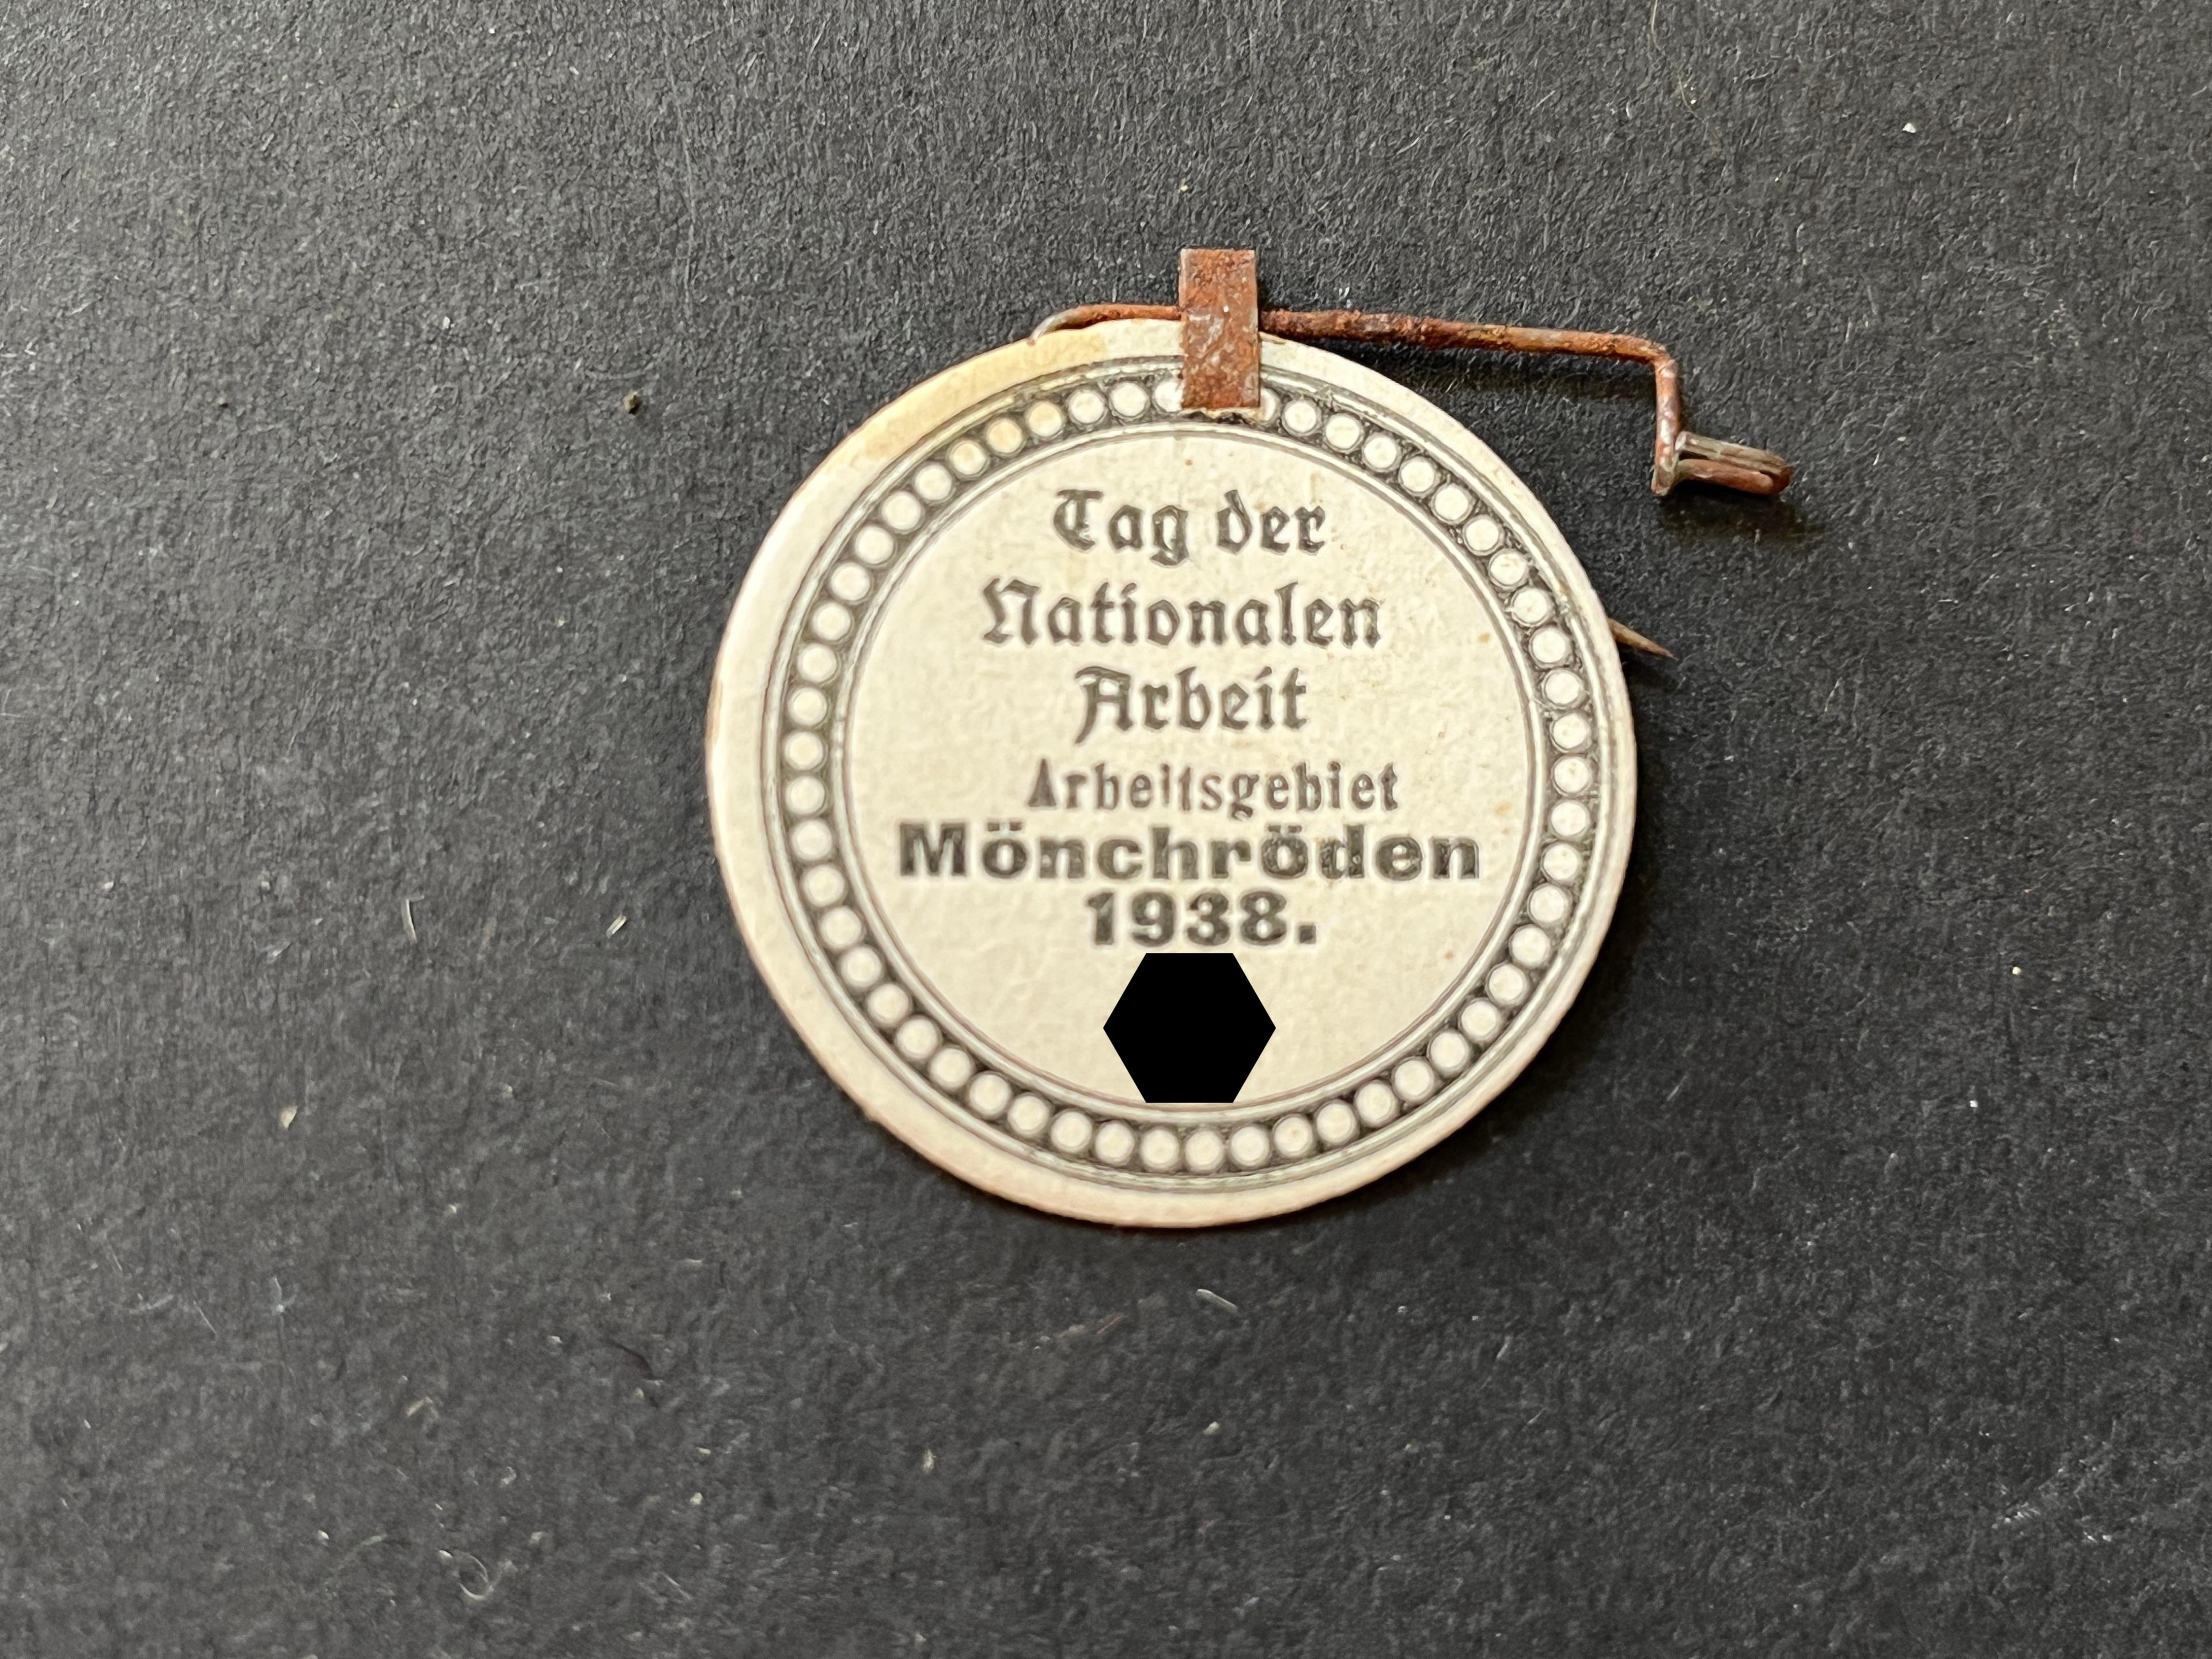 Tag der
Nationalen
Arbeit
Arbeitsgebiet
Mönchröden
1938.